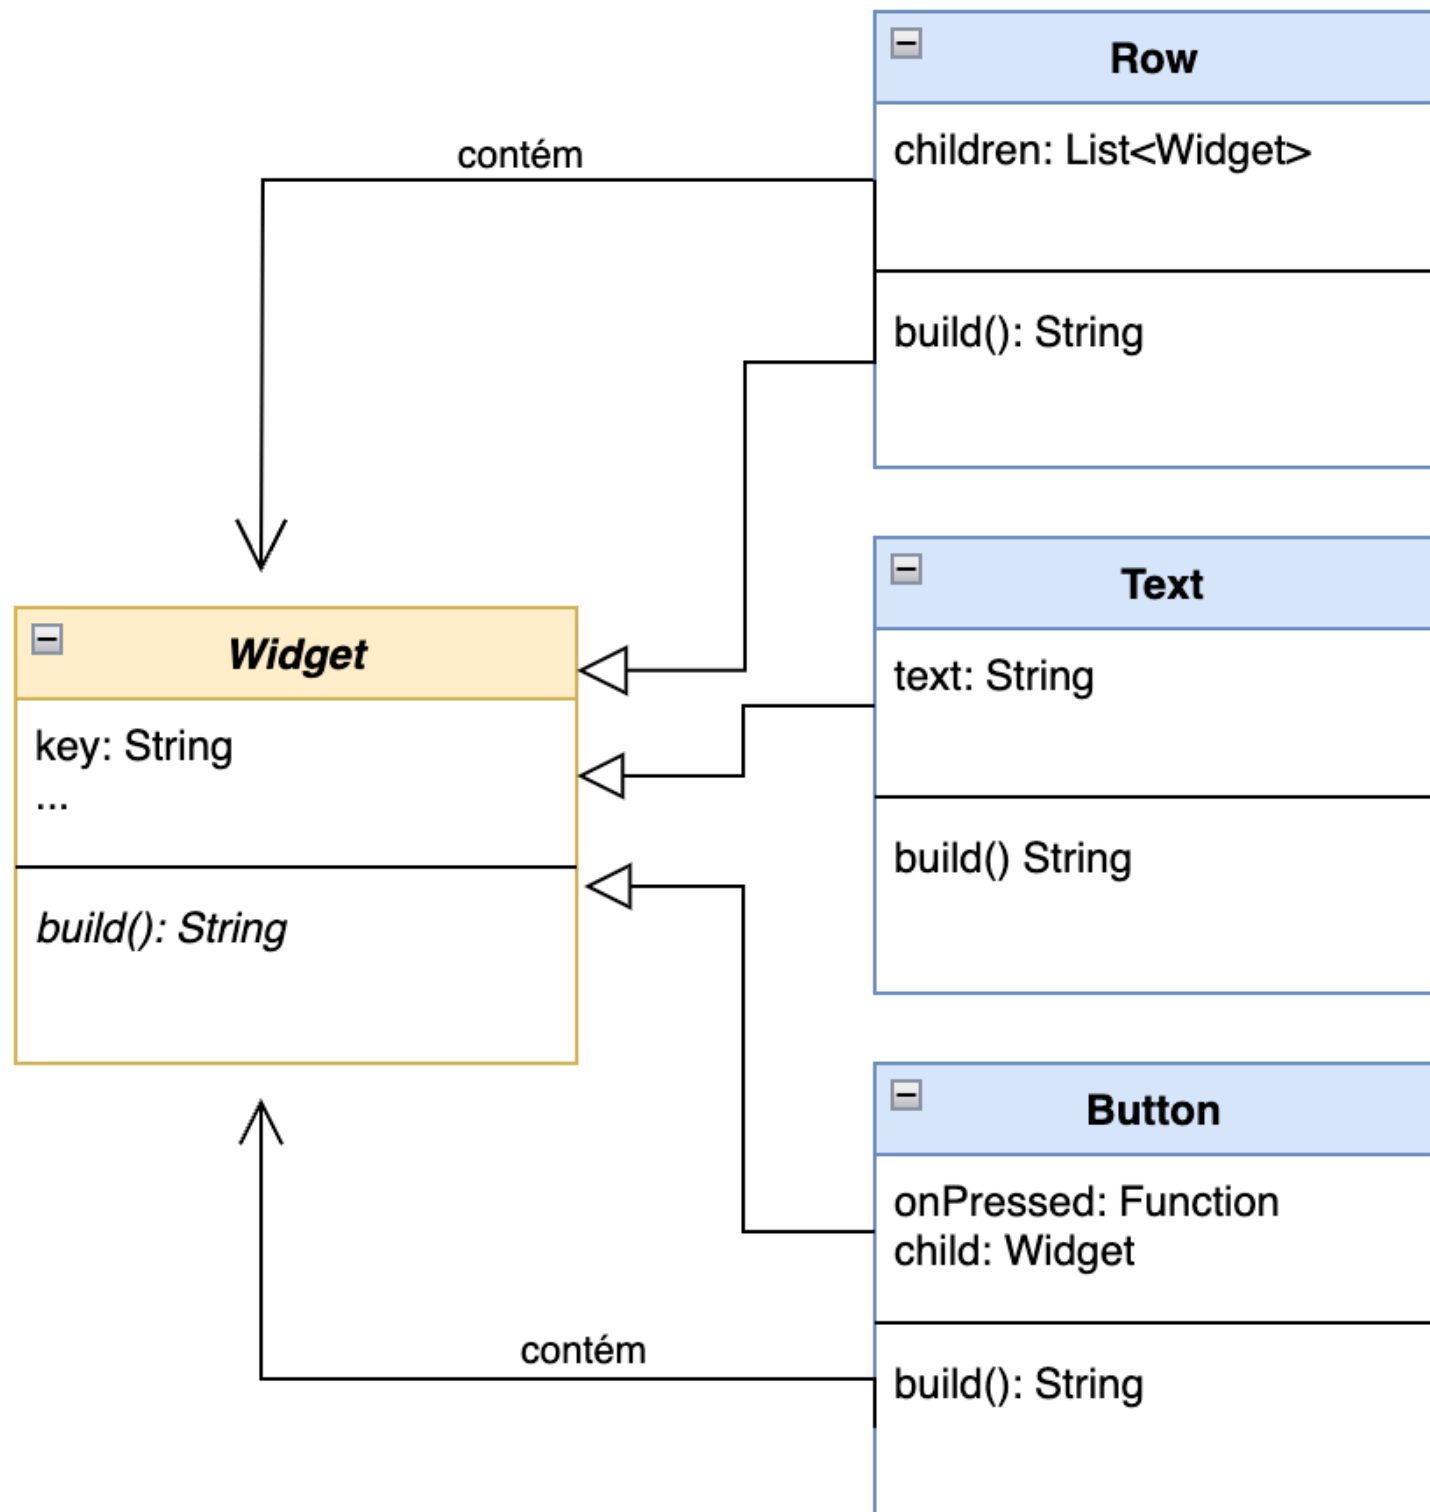 Row
children: List<Widget>
build(): String
contém
Text
text: String
build() String
Widget
key: String
...
build(): String
Button
onPressed: Function
child: Widget
build(): String
contém